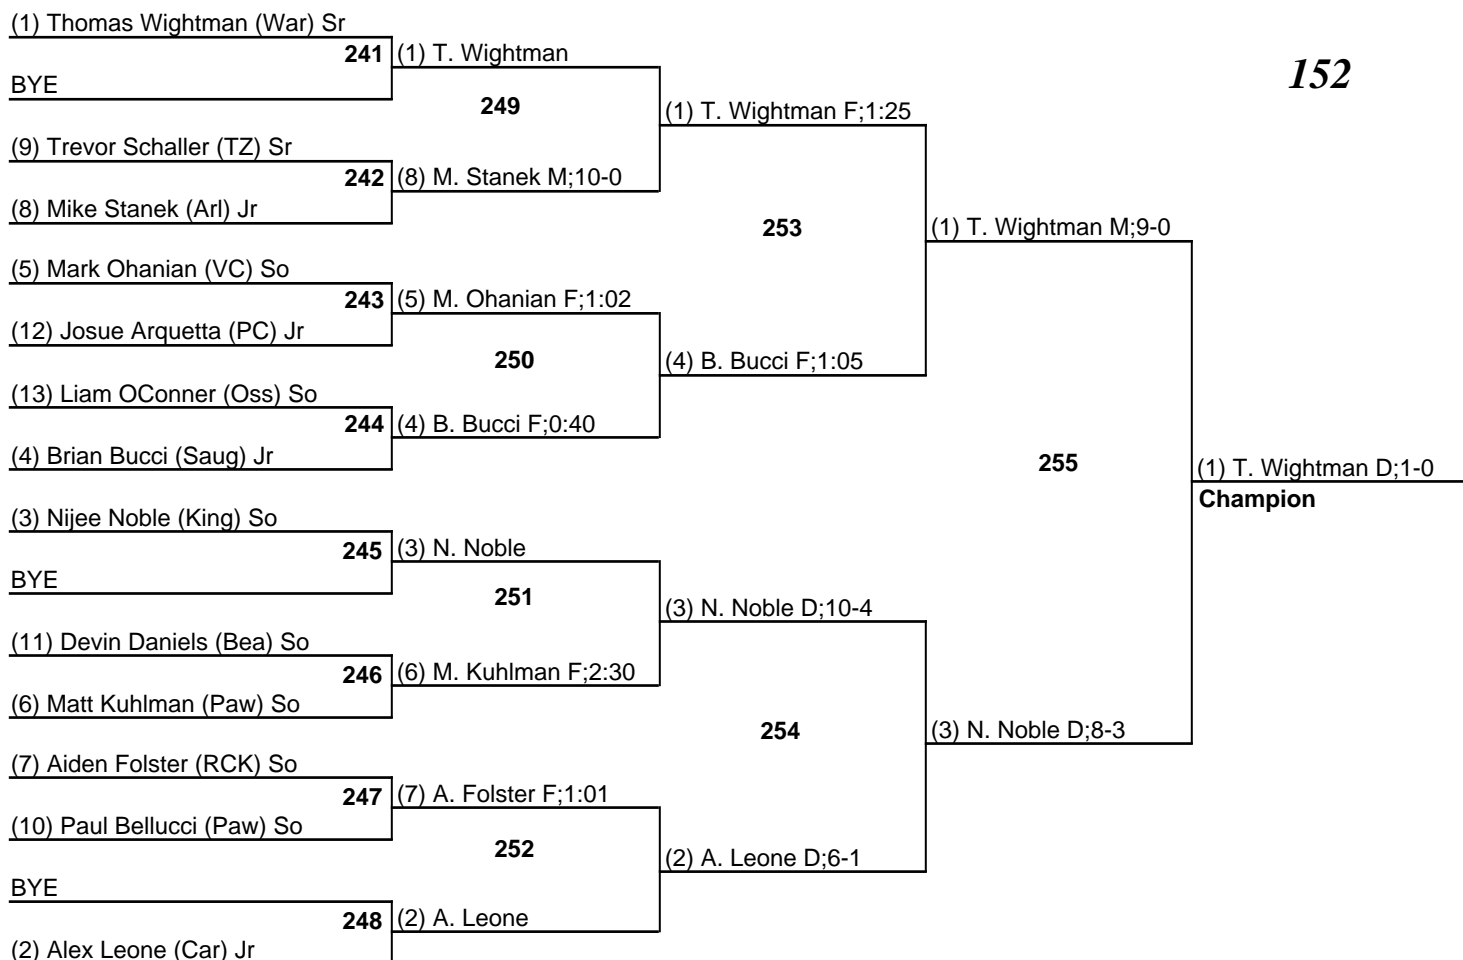 (1) Thomas Wightman (War) Sr
241
(1) T. Wightman
152
BYE
249
(1) T. Wightman F;1:25
(9) Trevor Schaller (TZ) Sr
242
(8) M. Stanek M;10-0
(8) Mike Stanek (Arl) Jr
253
(1) T. Wightman M;9-0
(5) Mark Ohanian (VC) So
243
(5) M. Ohanian F;1:02
(12) Josue Arquetta (PC) Jr
250
(4) B. Bucci F;1:05
(13) Liam OConner (Oss) So
244
(4) B. Bucci F;0:40
(4) Brian Bucci (Saug) Jr
255
(1) T. Wightman D;1-0
Champion
(3) Nijee Noble (King) So
245
(3) N. Noble
BYE
251
(3) N. Noble D;10-4
(11) Devin Daniels (Bea) So
246
(6) M. Kuhlman F;2:30
(6) Matt Kuhlman (Paw) So
254
(3) N. Noble D;8-3
(7) Aiden Folster (RCK) So
247
(7) A. Folster F;1:01
(10) Paul Bellucci (Paw) So
252
(2) A. Leone D;6-1
BYE
248
(2) A. Leone
(2) Alex Leone (Car) Jr